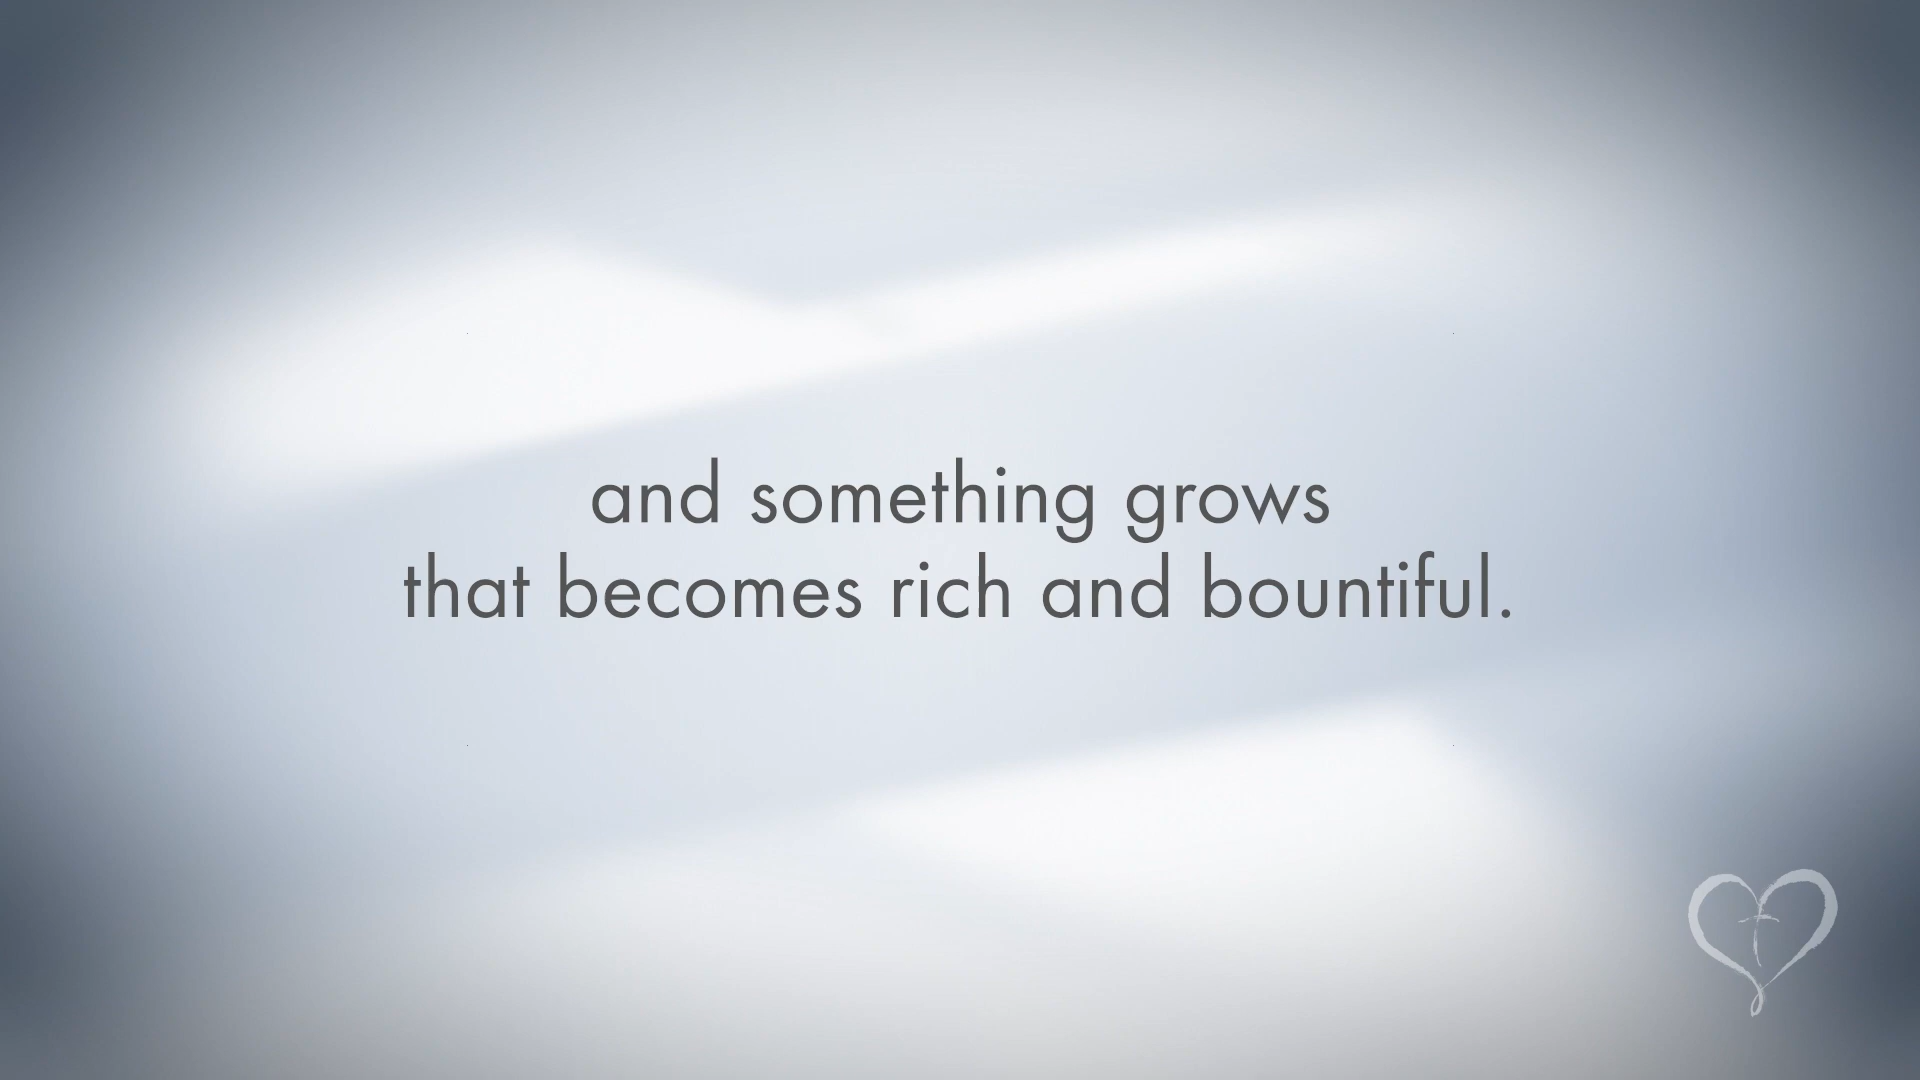 and something grows
that becomes rich and bountiful.